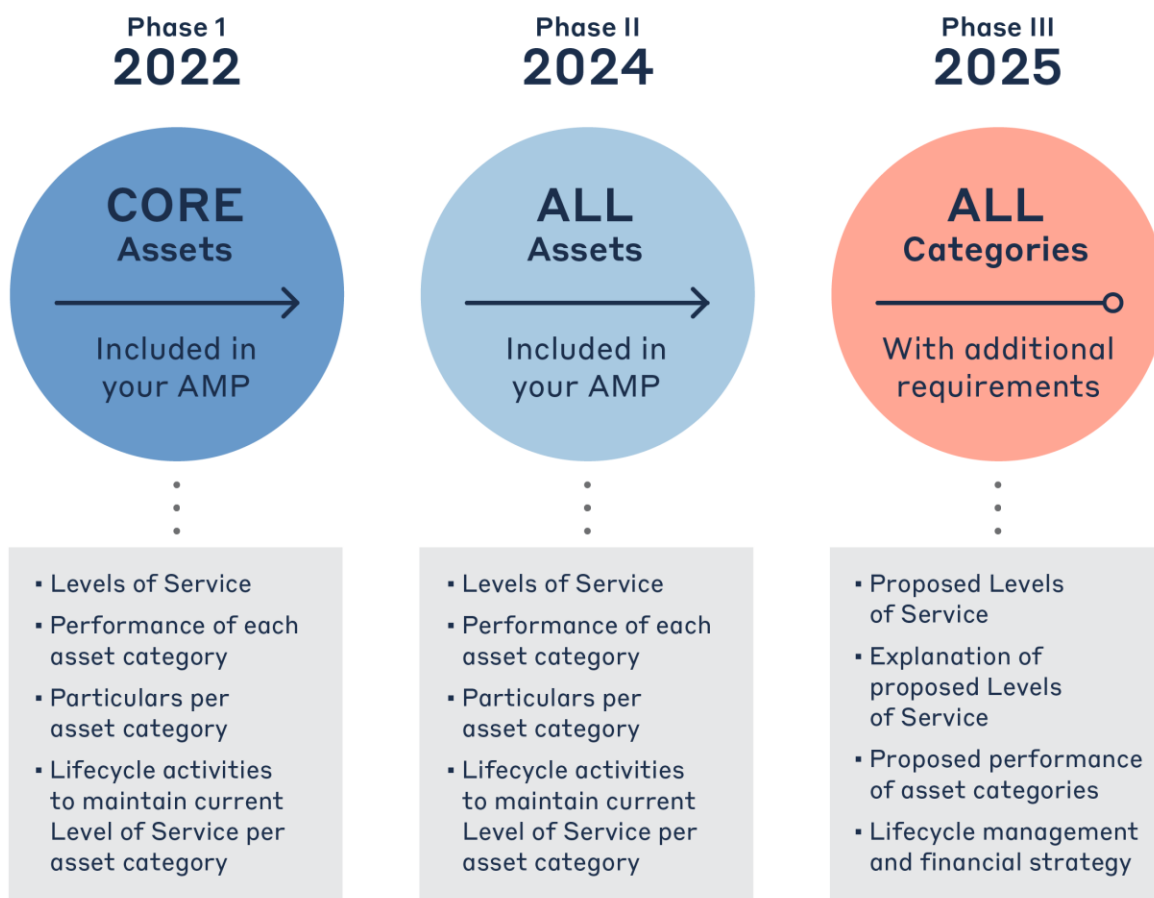 Phase 1
2022
CORE
Assets
Included in
your AMP
▪ Levels of Service
▪ Performance of each
asset category
▪ Particulars per
asset category
▪ Lifecycle activities
to maintain current
Level of Service per
asset category
Phase II
2024
ALL
Assets
Included in
your AMP
▪ Levels of Service
▪ Performance of each
asset category
▪ Particulars per
asset category
▪ Lifecycle activities
to maintain current
Level of Service per
asset category
Phase III
2025
ALL
Categories
With additional
requirements
▪ Proposed Levels
of Service
▪ Explanation of
proposed Levels
of Service
▪ Proposed performance
of asset categories
▪ Lifecycle management
and financial strategy